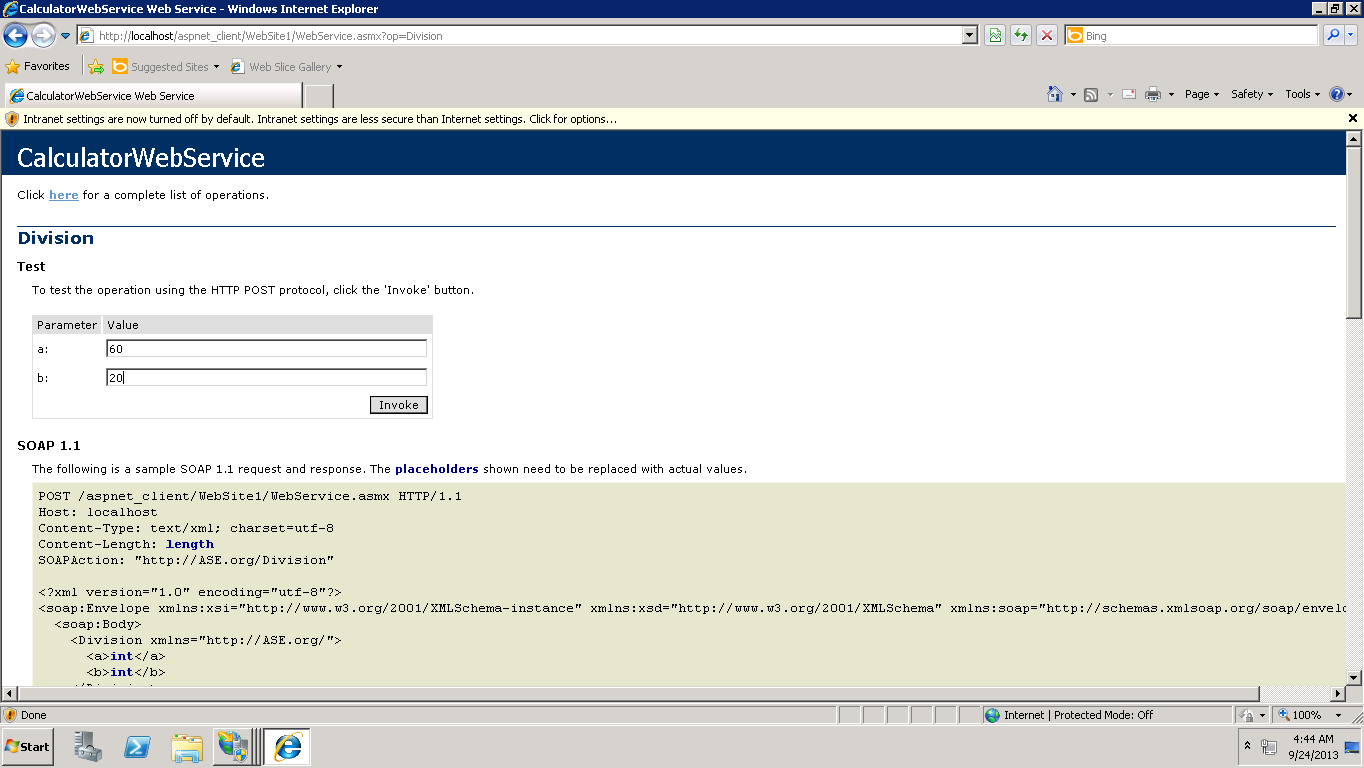 CalculatorWebService Web Service - Windows Internet Explorer
http://localhost/aspnet_client/WebSite1/WebService.asmx?op=Division
Bing
Favorites
Suggested Sites
Web Slice Gallery
CalculatorWebService Web Service
Page
Safety
Tools
Intranet settings are now turned off by default. Intranet settings are less secure than Internet settings. Click for options...
CalculatorWebService
Click here for a complete list of operations.
Division
Test
To test the operation using the HTTP POST protocol, click the 'Invoke' button.
Parameter Value
a: 60
b: 20
Invoke
SOAP 1.1
The following is a sample SOAP 1.1 request and response. The placeholders shown need to be replaced with actual values.
POST /aspnet_client/WebSite1/WebService.asmx HTTP/1.1
Host: localhost
Content-Type: text/xml; charset=utf-8
Content-Length: length
SOAPAction: "http://ASE.org/Division"
<?xml version="1.0" encoding="utf-8"?>
<soap:Envelope xmlns:xsi="http://www.w3.org/2001/XMLSchema-instance" xmlns:xsd="http://www.w3.org/2001/XMLSchema" xmlns:soap="http://schemas.xmlsoap.org/soap/envelo
<soap:Body>
<Division xmlns="http://ASE.org/">
<a>int</a>
<b>int</b>
Done
Internet | Protected Mode: Off
100%
Start
4:44 AM
9/24/2013